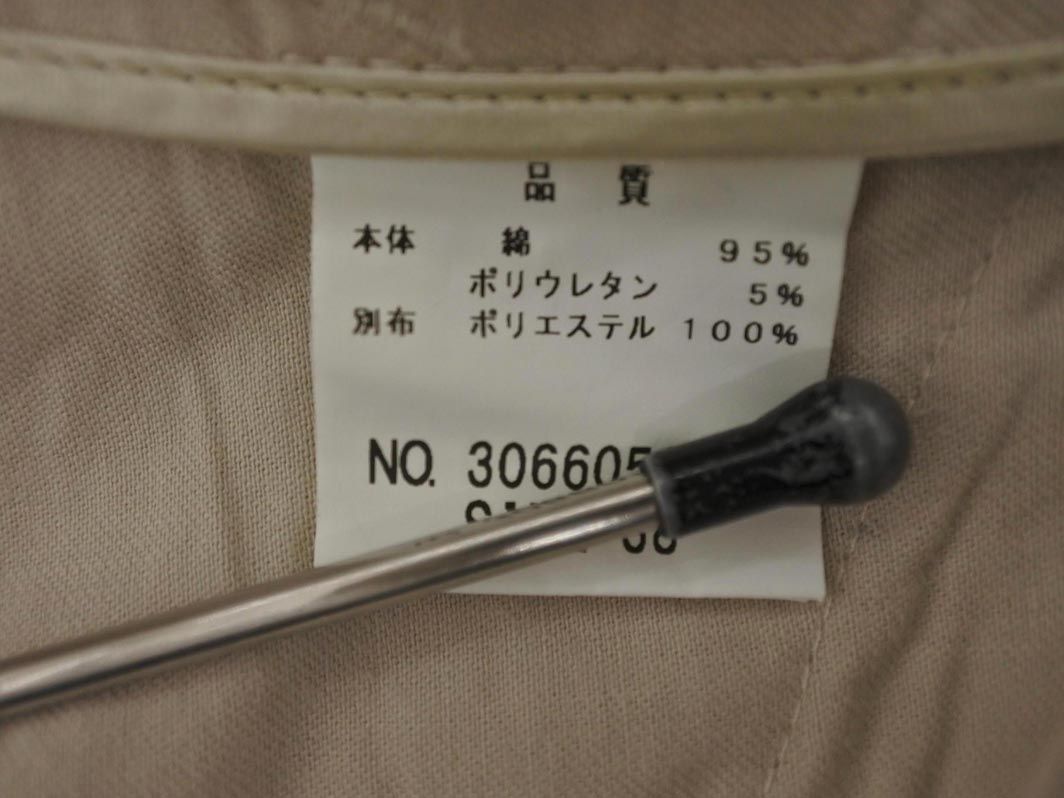 品 質
本体 綿 95%
ポリウレタン 5%
別布 ポリエステル 100%
NO. 306605